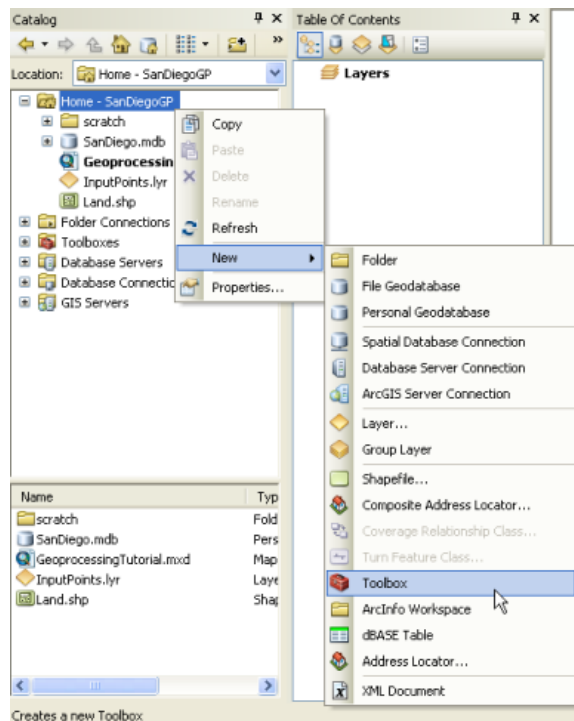 Catalog
Table Of Contents
Location: Home - SanDiegoGP
Layers
Home - SanDiegoGP
scratch
SanDiego.mdb
Geoprocessin
InputPoints.lyr
Land.shp
Folder Connections
Toolboxes
Database Servers
Database Connectic
GIS Servers
Copy
Paste
Delete
Rename
Refresh
New
Properties...
Folder
File Geodatabase
Personal Geodatabase
Spatial Database Connection
Database Server Connection
ArcGIS Server Connection
Layer...
Group Layer
Shapefile...
Composite Address Locator...
Coverage Relationship Class...
Turn Feature Class...
Toolbox
ArcInfo Workspace
dBASE Table
Address Locator...
XML Document
Name Typ
scratch Fold
SanDiego.mdb Pers
GeoprocessingTutorial.mxd Map
InputPoints.lyr Laye
Land.shp Shap
Creates a new Toolbox